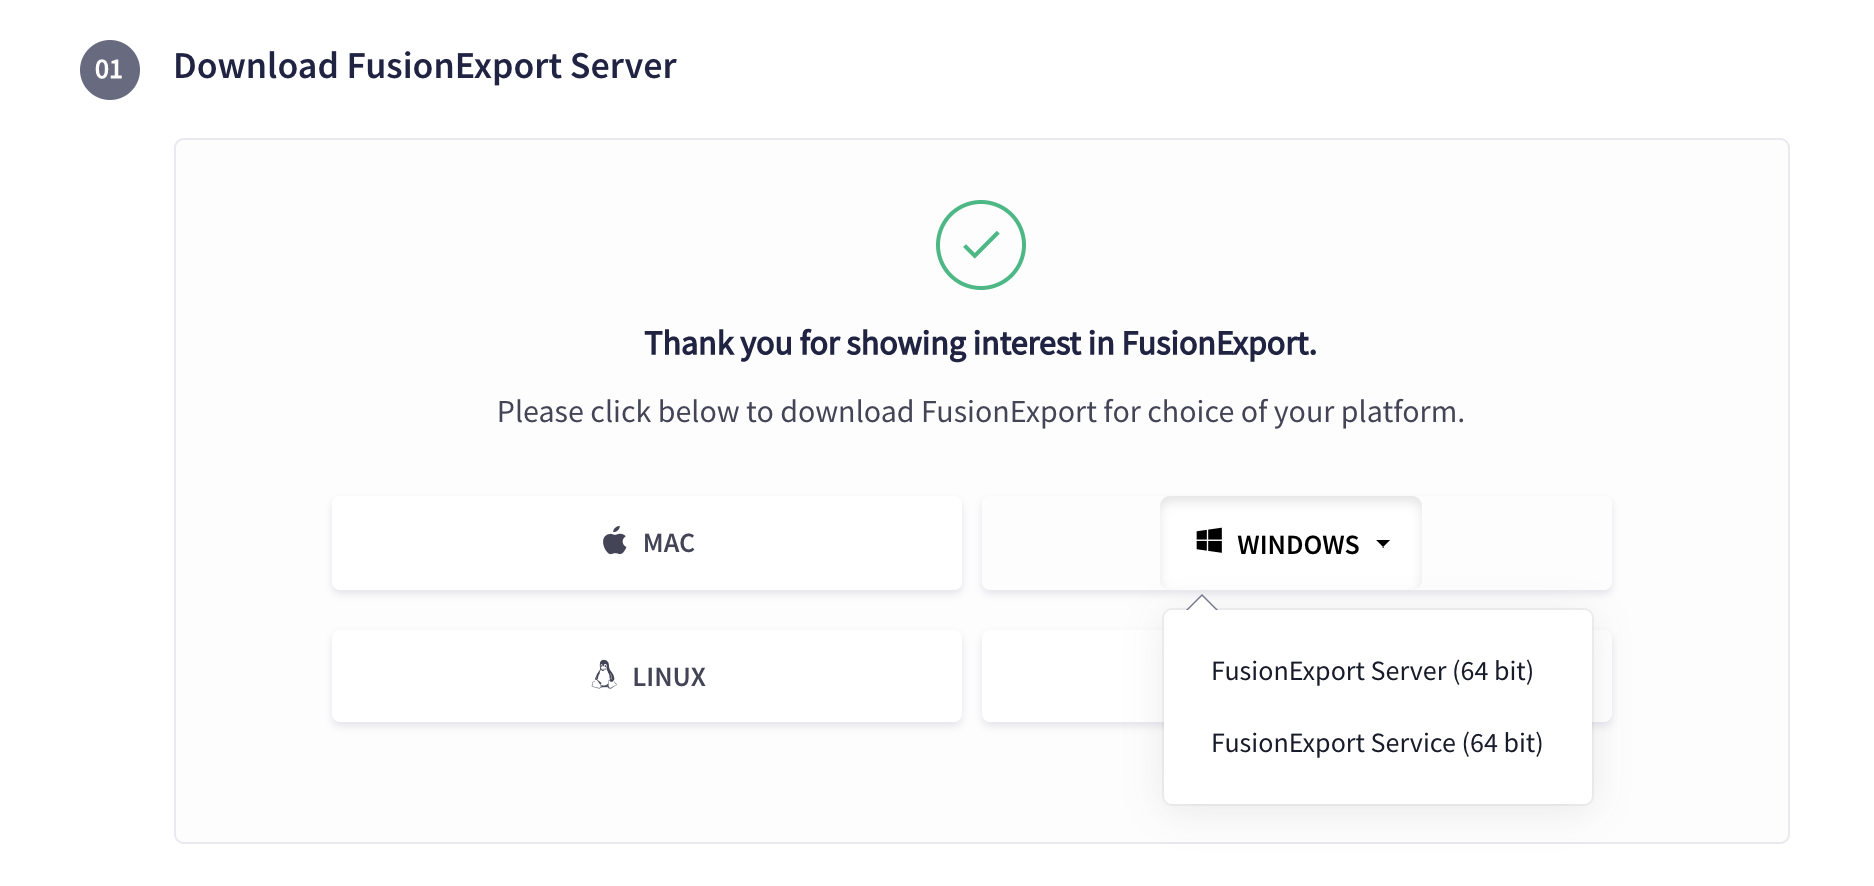 01
Download FusionExport Server
Thank you for showing interest in FusionExport.
Please click below to download FusionExport for choice of your platform.
MAC
WINDOWS
LINUX
FusionExport Server (64 bit)
FusionExport Service (64 bit)